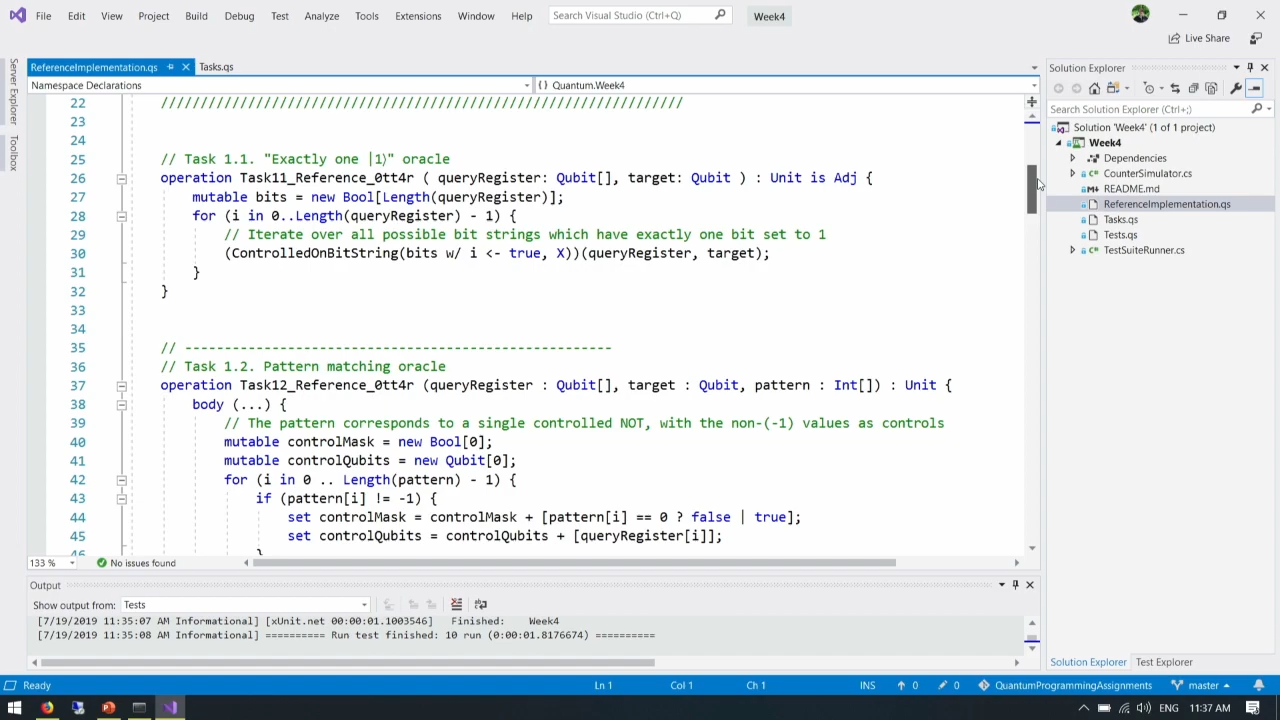 File Edit View Project Build Debug Test Analyze Tools Extensions Window Help Search Visual Studio (Ctrl+Q) Week4
Live Share
Server Explorer
Toolbox
ReferenceImplementation.qs Tasks.qs
Namespace Declarations {} Quantum.Week4
22 //////////////////////////////////////////////////////////////////
23
24
25 // Task 1.1. "Exactly one |1⟩" oracle
26 operation Task11_Reference_0tt4r ( queryRegister: Qubit[], target: Qubit ) : Unit is Adj {
27 mutable bits = new Bool[Length(queryRegister)];
28 for (i in 0..Length(queryRegister) - 1) {
29 // Iterate over all possible bit strings which have exactly one bit set to 1
30 (ControlledOnBitString(bits w/ i <- true, X))(queryRegister, target);
31 }
32 }
33
34
35 // -------------------------------------------------------
36 // Task 1.2. Pattern matching oracle
37 operation Task12_Reference_0tt4r (queryRegister : Qubit[], target : Qubit, pattern : Int[]) : Unit {
38 body (...) {
39 // The pattern corresponds to a single controlled NOT, with the non-(-1) values as controls
40 mutable controlMask = new Bool[0];
41 mutable controlQubits = new Qubit[0];
42 for (i in 0 .. Length(pattern) - 1) {
43 if (pattern[i] != -1) {
44 set controlMask = controlMask + [pattern[i] == 0 ? false | true];
45 set controlQubits = controlQubits + [queryRegister[i]];
46 }
133 % No issues found
Output
Show output from: Tests
[7/19/2019 11:35:07 AM Informational] [xUnit.net 00:00:01.1003546] Finished: Week4
[7/19/2019 11:35:08 AM Informational] ========== Run test finished: 10 run (0:00:01.8176674) ==========
Solution Explorer
Search Solution Explorer (Ctrl+;)
Solution 'Week4' (1 of 1 project)
Week4
Dependencies
C# CounterSimulator.cs
README.md
ReferenceImplementation.qs
Tasks.qs
Tests.qs
C# TestSuiteRunner.cs
Solution Explorer Test Explorer
Ready Ln 1 Col 1 Ch 1 INS 0 0 QuantumProgrammingAssignments master
ENG 11:37 AM